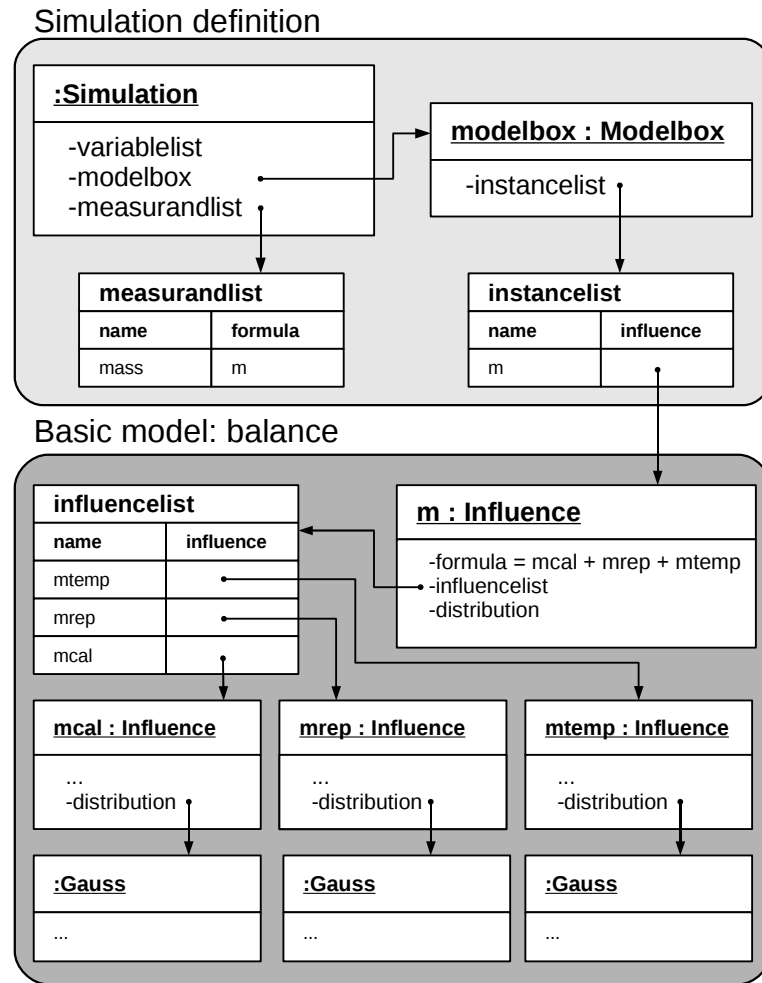 Simulation definition
:Simulation
-variablelist
-modelbox
-measurandlist
modelbox : Modelbox
-instancelist
measurandlist
name formula
mass m
instancelist
name influence
m
Basic model: balance
influencelist
name influence
mtemp
mrep
mcal
m : Influence
-formula = mcal + mrep + mtemp
-influencelist
-distribution
mcal : Influence
...
-distribution
mrep : Influence
...
-distribution
mtemp : Influence
...
-distribution
:Gauss
...
:Gauss
...
:Gauss
...